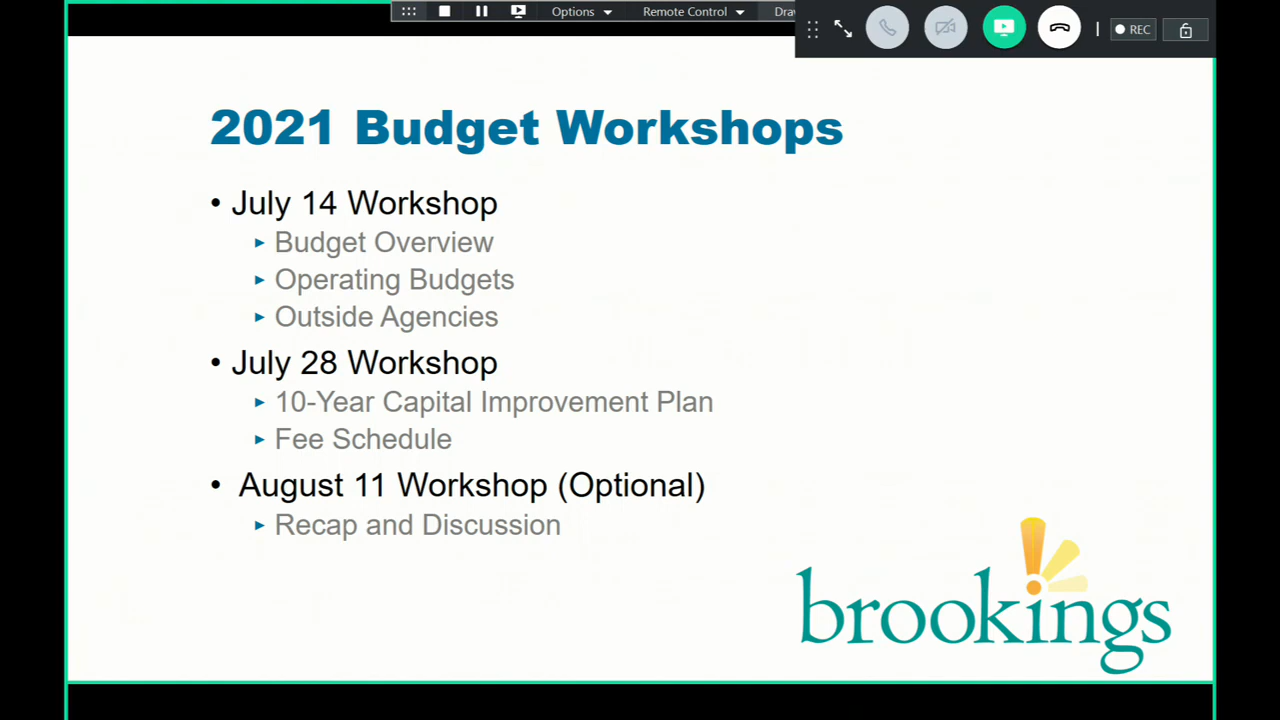 Options
Remote Control
Draw
REC
2021 Budget Workshops
• July 14 Workshop
▸ Budget Overview
▸ Operating Budgets
▸ Outside Agencies
• July 28 Workshop
▸ 10-Year Capital Improvement Plan
▸ Fee Schedule
• August 11 Workshop (Optional)
▸ Recap and Discussion
brookings